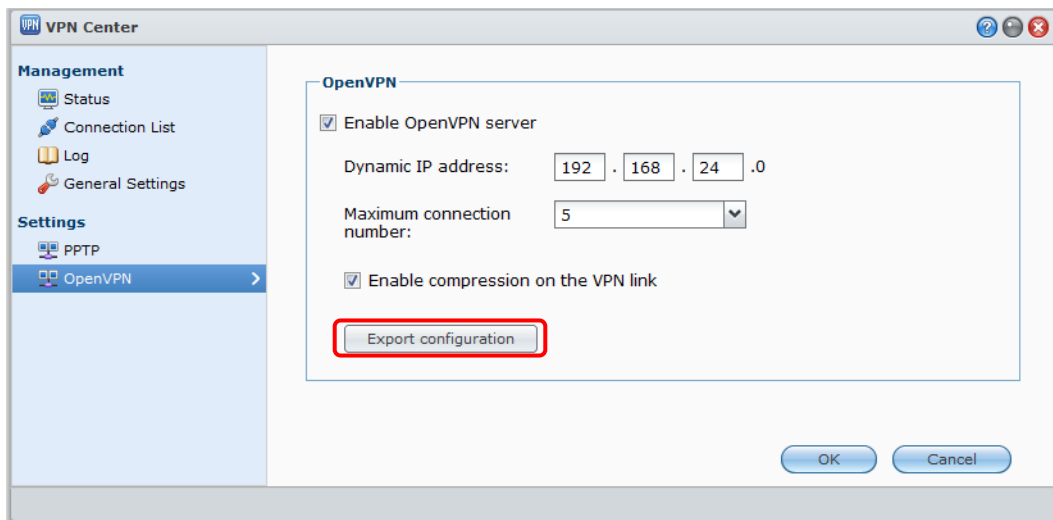 VPN VPN Center
Management
Status
Connection List
Log
General Settings
Settings
PPTP
OpenVPN
OpenVPN
Enable OpenVPN server
Dynamic IP address: 192 . 168 . 24 .0
Maximum connection
number:
5
Enable compression on the VPN link
Export configuration
OK Cancel